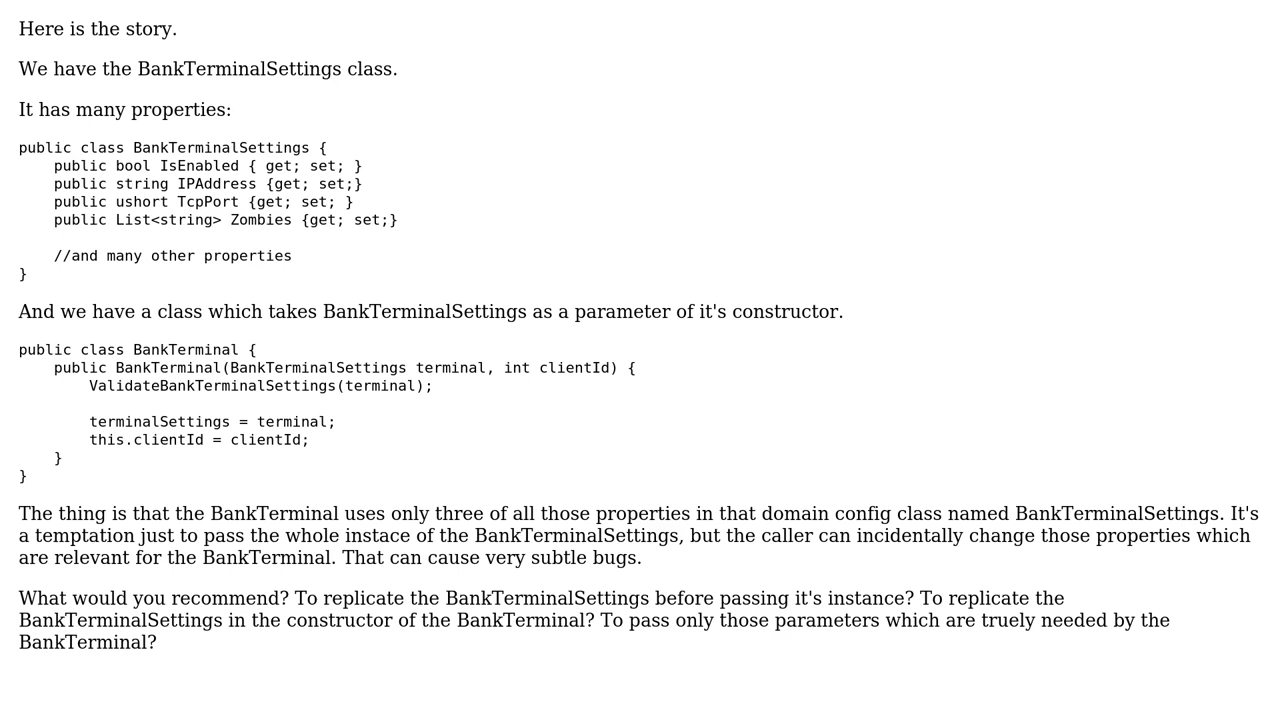 Here is the story.
We have the BankTerminalSettings class.
It has many properties:
public class BankTerminalSettings {
    public bool IsEnabled { get; set; }
    public string IPAddress {get; set;}
    public ushort TcpPort {get; set; }
    public List<string> Zombies {get; set;}
    //and many other properties
}
And we have a class which takes BankTerminalSettings as a parameter of it's constructor.
public class BankTerminal {
    public BankTerminal(BankTerminalSettings terminal, int clientId) {
        ValidateBankTerminalSettings(terminal);
        terminalSettings = terminal;
        this.clientId = clientId;
    }
}
The thing is that the BankTerminal uses only three of all those properties in that domain config class named BankTerminalSettings. It's
a temptation just to pass the whole instace of the BankTerminalSettings, but the caller can incidentally change those properties which
are relevant for the BankTerminal. That can cause very subtle bugs.
What would you recommend? To replicate the BankTerminalSettings before passing it's instance? To replicate the
BankTerminalSettings in the constructor of the BankTerminal? To pass only those parameters which are truely needed by the
BankTerminal?